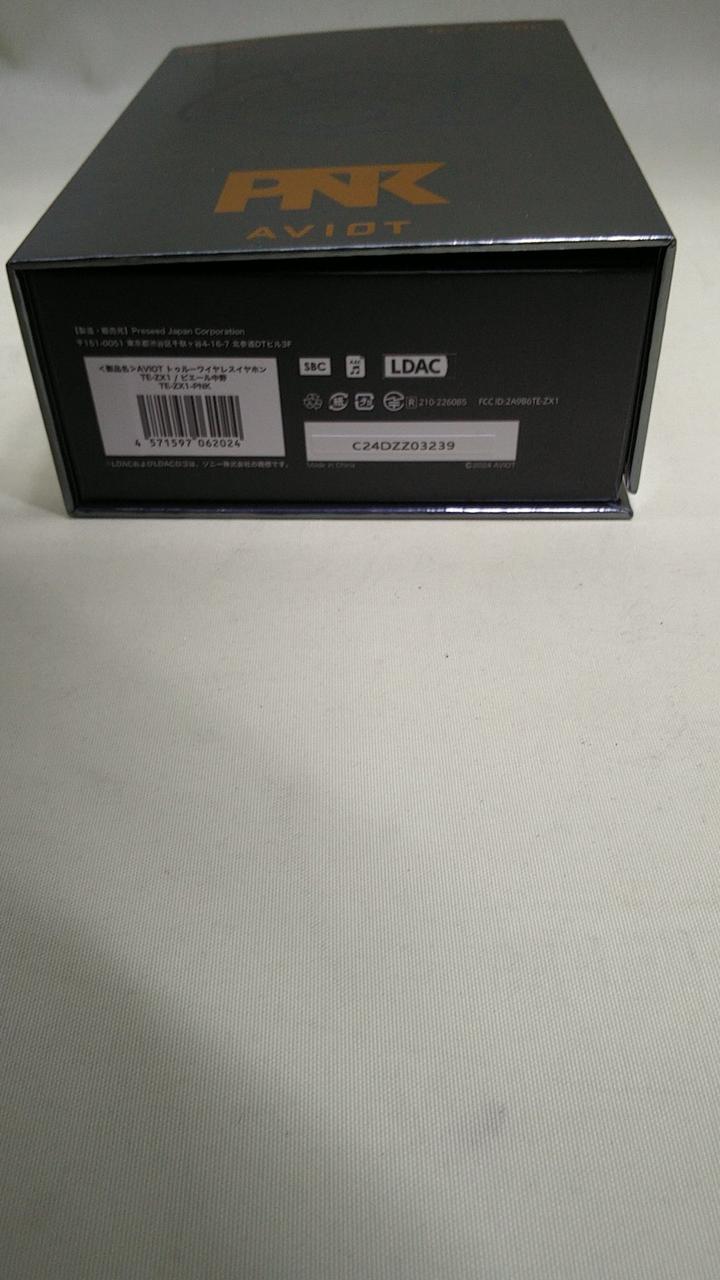 PNK
AVIOT
【製造・販売元】Preseed Japan Corporation
〒151-0051 東京都渋谷区千駄ヶ谷4-16-7 北参道DTビル3F
<製品名>AVIOT トゥルーワイヤレスイヤホン
TE-ZX1 / ピエール中野
TE-ZX1-PNK
4 571597 062024
SBC
AAC
LDAC
紙
プラ
R 210-226085
FCC ID:2A9B6TE-ZX1
C24DZZ03239
※LDACおよびLDACロゴは、ソニー株式会社の商標です。
Made in China
©2024 AVIOT